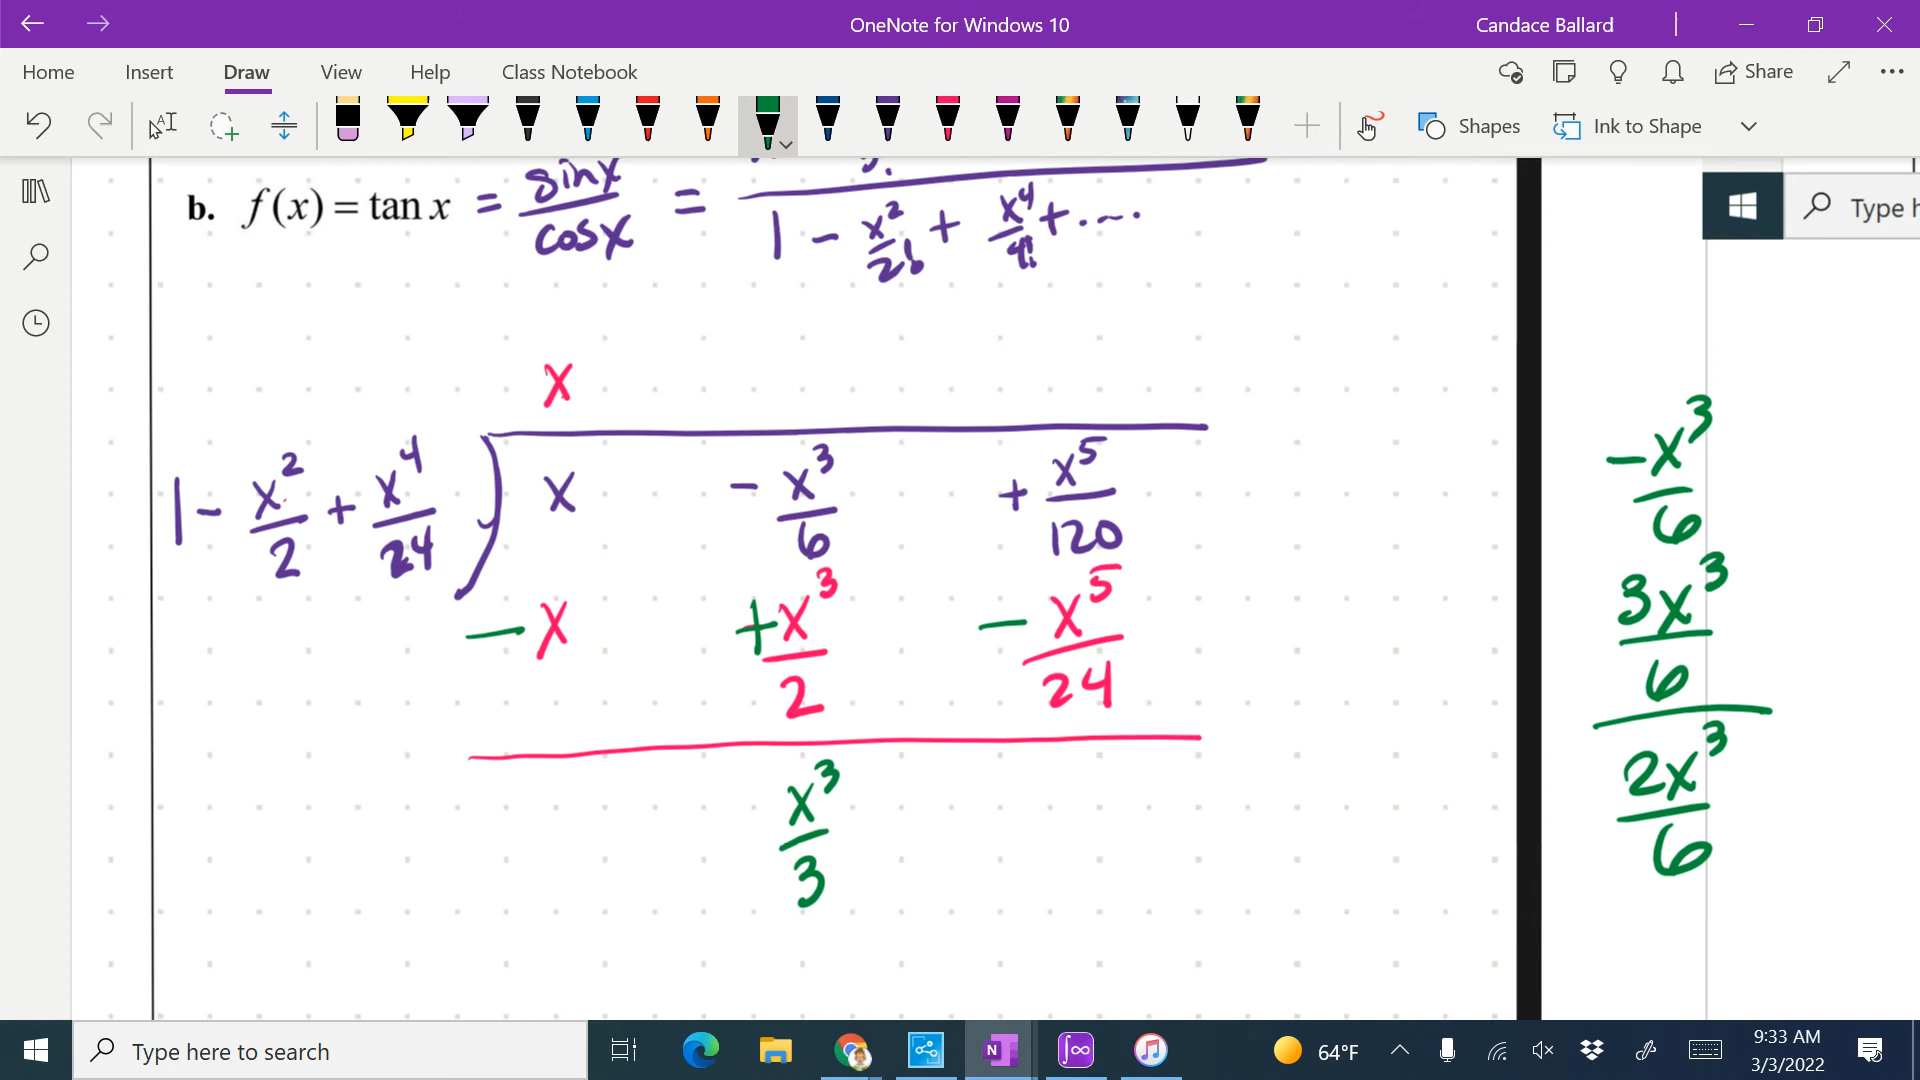 OneNote for Windows 10
Candace Ballard
Home Insert Draw View Help Class Notebook
Share
Shapes
Ink to Shape
b. f(x) = tan x = sinx/cosx = /(1 - x²/2! + x⁴/4! + ....)
Type h
x
1 - x²/2 + x⁴/24 ) x - x³/6 + x⁵/120
- x + x³/2 - x⁵/24
x³/3
-x³/6
3x³/6
2x³/6
Type here to search
64°F
9:33 AM
3/3/2022